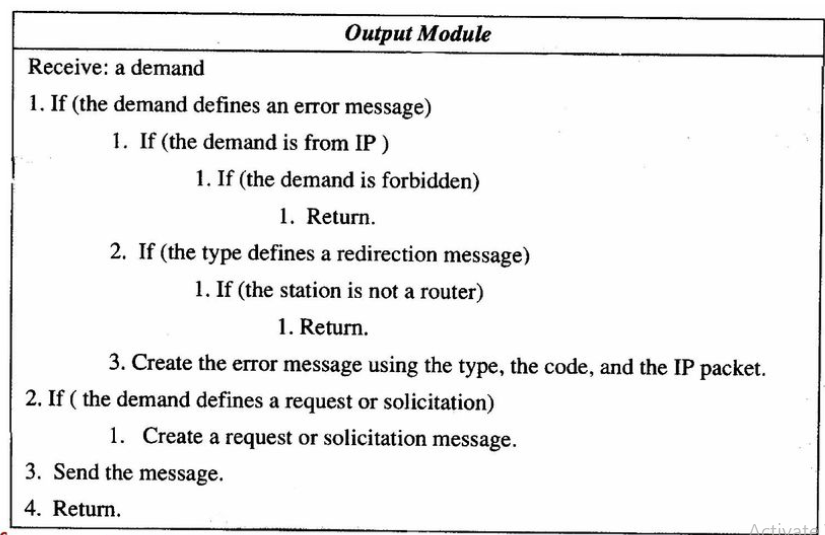 Output Module
Receive: a demand
1. If (the demand defines an error message)
1. If (the demand is from IP )
1. If (the demand is forbidden)
1. Return.
2. If (the type defines a redirection message)
1. If (the station is not a router)
1. Return.
3. Create the error message using the type, the code, and the IP packet.
2. If ( the demand defines a request or solicitation)
1. Create a request or solicitation message.
3. Send the message.
4. Return.
Activate